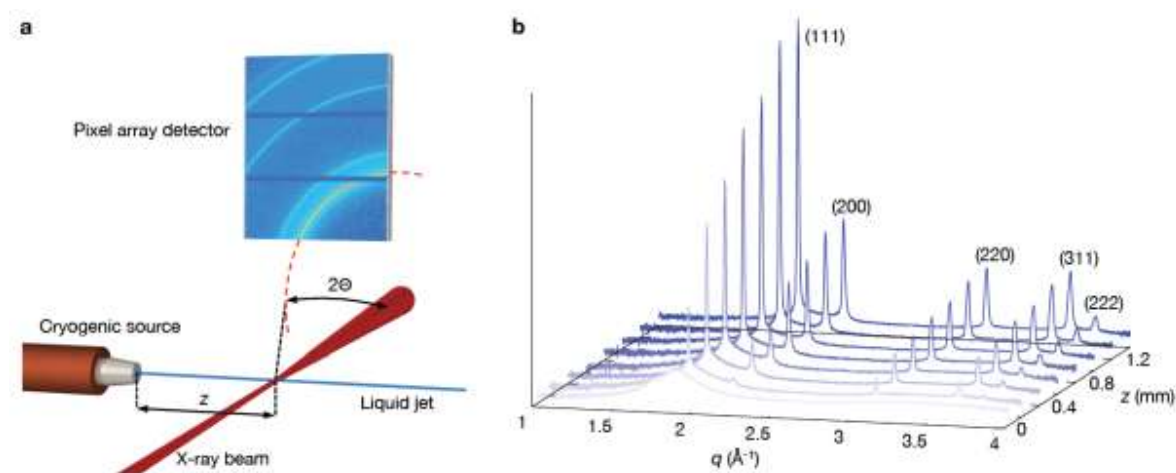 a
Pixel array detector
2Θ
Cryogenic source
z
Liquid jet
X-ray beam
b
(111)
(200)
(220)
(311)
(222)
1.2
0.8
z (mm)
0.4
0
1
1.5
2
2.5
3
3.5
4
q (Å⁻¹)